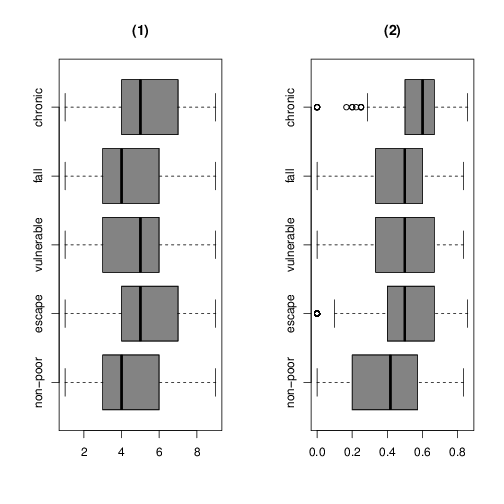 (1)
chronic
fall
vulnerable
escape
non-poor
2 4 6 8
(2)
chronic
fall
vulnerable
escape
non-poor
0.0 0.2 0.4 0.6 0.8